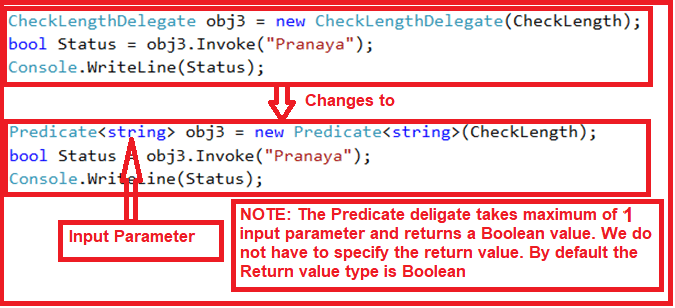 CheckLengthDelegate obj3 = new CheckLengthDelegate(CheckLength);
bool Status = obj3.Invoke("Pranaya");
Console.WriteLine(Status);
Changes to
Predicate<string> obj3 = new Predicate<string>(CheckLength);
bool Status = obj3.Invoke("Pranaya");
Console.WriteLine(Status);
Input Parameter
NOTE: The Predicate deligate takes maximum of 1
input parameter and returns a Boolean value. We do
not have to specify the return value. By default the
Return value type is Boolean